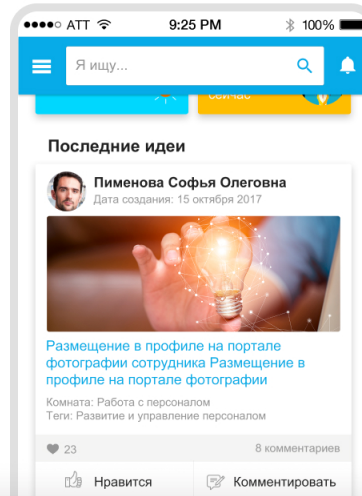 ATT 9:25 PM 100%
Я ищу...
сейчас
Последние идеи
Пименова Софья Олеговна
Дата создания: 15 октября 2017
Размещение в профиле на портале
фотографии сотрудника Размещение в
профиле на портале фотографии
Комната: Работа с персоналом
Теги: Развитие и управление персоналом
23 8 комментариев
Нравится Комментировать